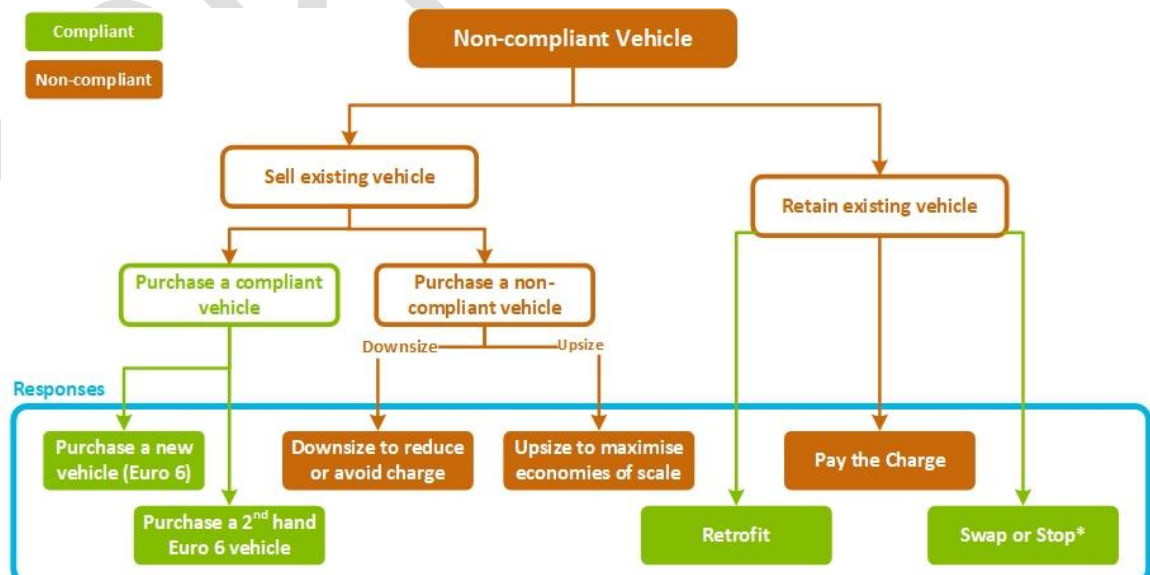 Compliant
Non-compliant
Non-compliant Vehicle
Sell existing vehicle
Retain existing vehicle
Purchase a compliant
vehicle
Purchase a non-
compliant vehicle
Downsize
Upsize
Responses
Purchase a new
vehicle (Euro 6)
Downsize to reduce
or avoid charge
Upsize to maximise
economies of scale
Pay the Charge
Purchase a 2nd hand
Euro 6 vehicle
Retrofit
Swap or Stop*